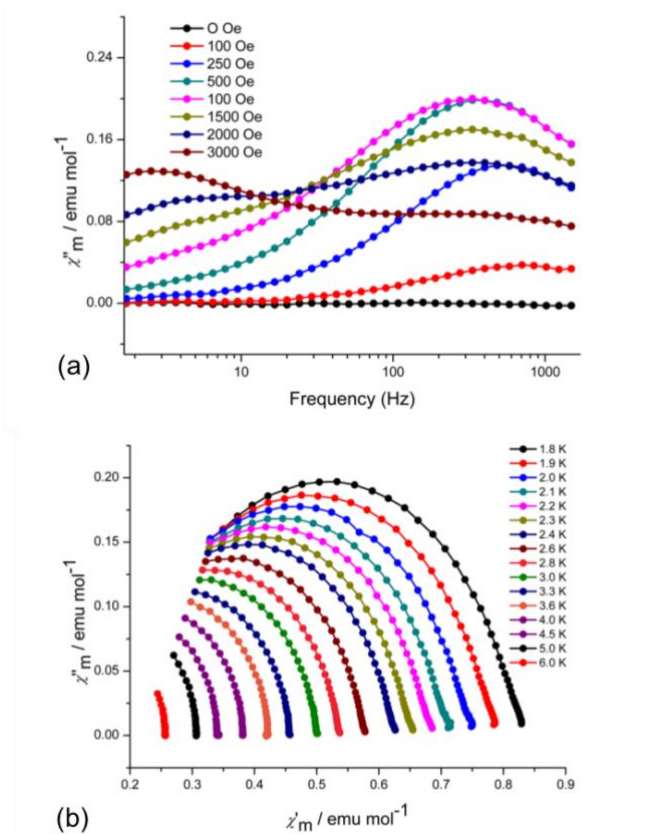 0.24
0.16
0.08
0.00
χ"m / emu mol-1
O Oe
100 Oe
250 Oe
500 Oe
100 Oe
1500 Oe
2000 Oe
3000 Oe
10
100
1000
Frequency (Hz)
(a)
0.20
0.15
0.10
0.05
0.00
χ"m / emu mol-1
1.8 K
1.9 K
2.0 K
2.1 K
2.2 K
2.3 K
2.4 K
2.6 K
2.8 K
3.0 K
3.3 K
3.6 K
4.0 K
4.5 K
5.0 K
6.0 K
0.2
0.3
0.4
0.5
0.6
0.7
0.8
0.9
χ'm / emu mol-1
(b)